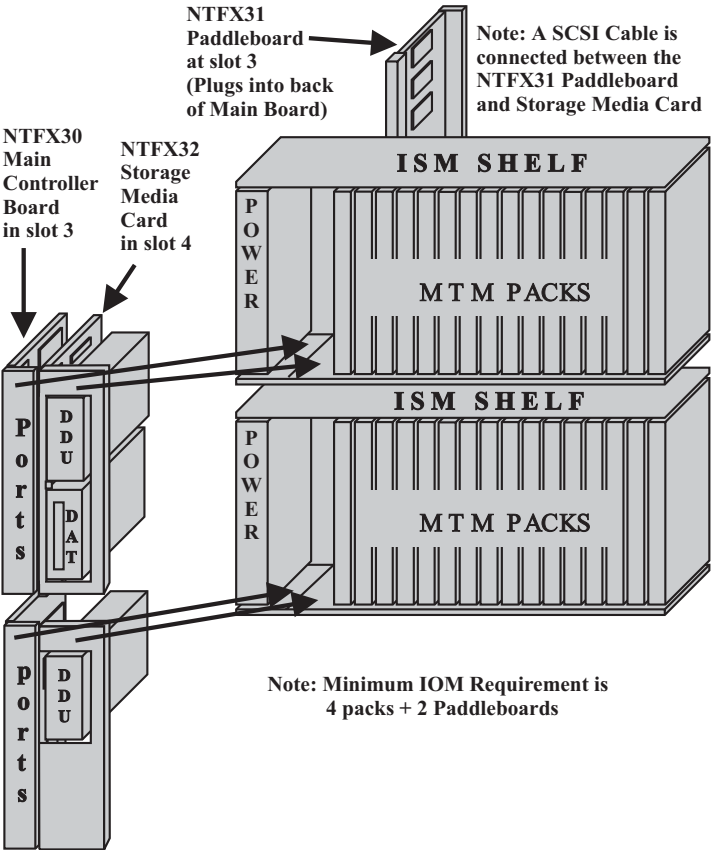 NTFX31
Paddleboard
at slot 3
(Plugs into back
of Main Board)
Note: A SCSI Cable is
connected between the
NTFX31 Paddleboard
and Storage Media Card
NTFX30
Main
Controller
Board
in slot 3
NTFX32
Storage
Media
Card
in slot 4
ISM SHELF
POWER
MTM PACKS
ISM SHELF
POWER
MTM PACKS
Ports
DDU
DAT
ports
DDU
Note: Minimum IOM Requirement is
4 packs + 2 Paddleboards